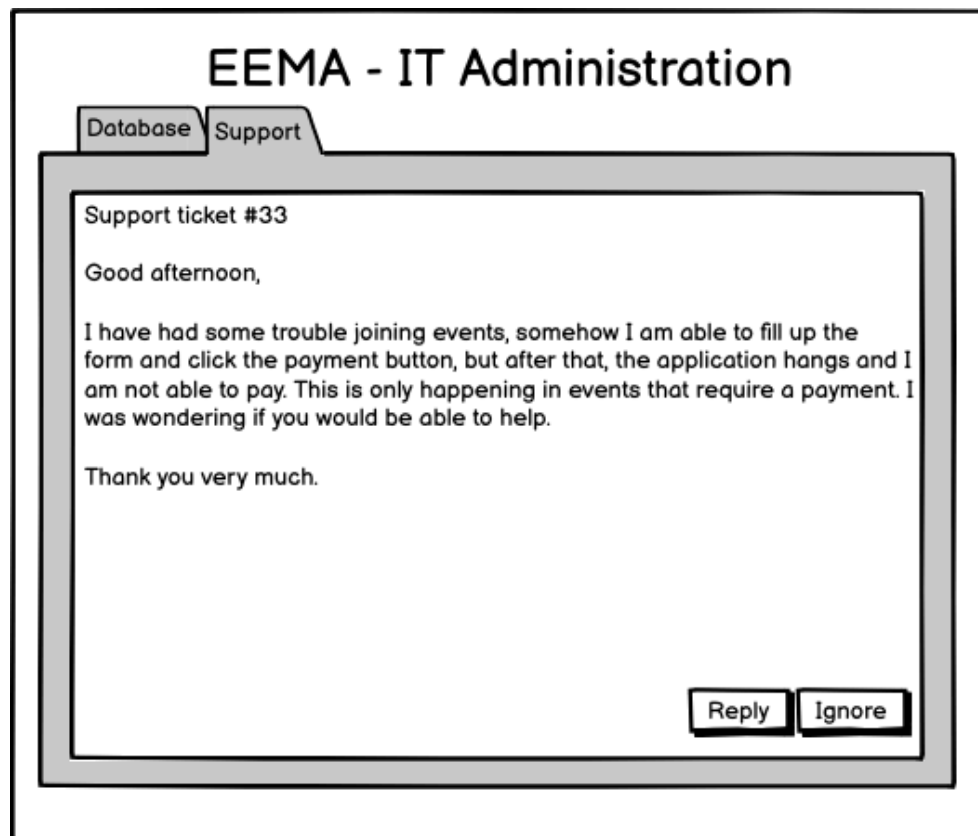 EEMA - IT Administration
Database
Support
Support ticket #33
Good afternoon,
I have had some trouble joining events, somehow I am able to fill up the
form and click the payment button, but after that, the application hangs and I
am not able to pay. This is only happening in events that require a payment. I
was wondering if you would be able to help.
Thank you very much.
Reply
Ignore